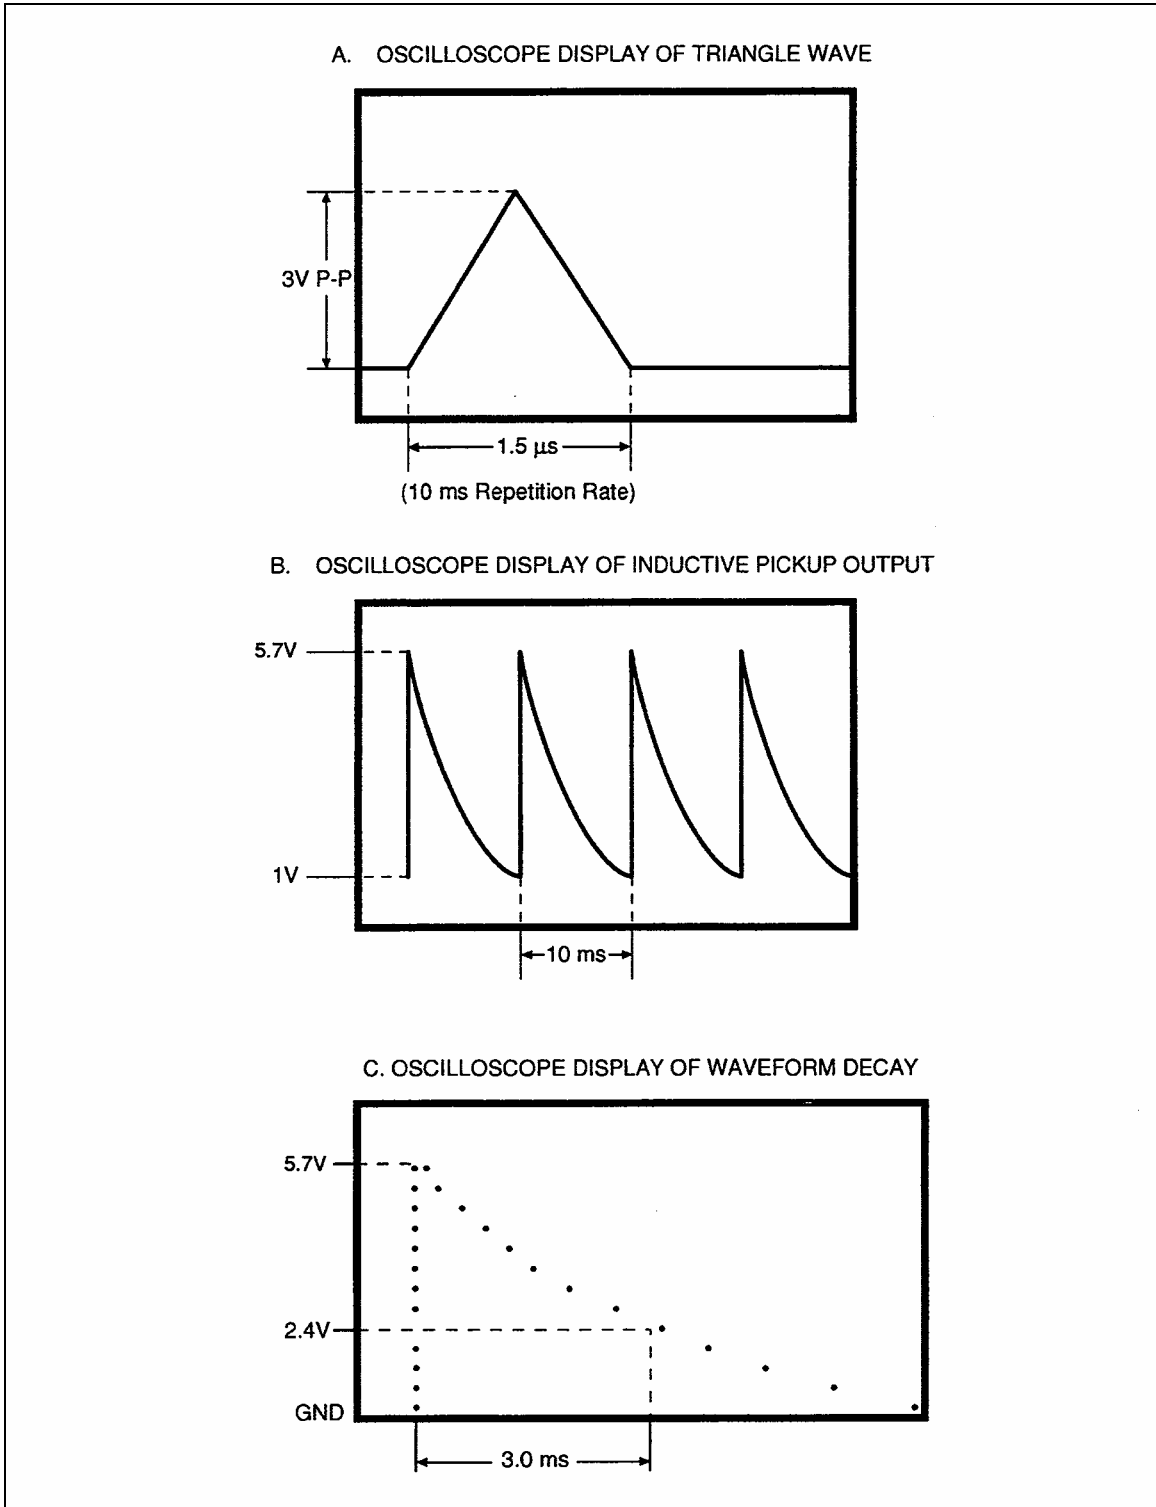 A. OSCILLOSCOPE DISPLAY OF TRIANGLE WAVE
3V P-P
1.5 µs
(10 ms Repetition Rate)
B. OSCILLOSCOPE DISPLAY OF INDUCTIVE PICKUP OUTPUT
5.7V
1V
10 ms
C. OSCILLOSCOPE DISPLAY OF WAVEFORM DECAY
5.7V
2.4V
GND
3.0 ms